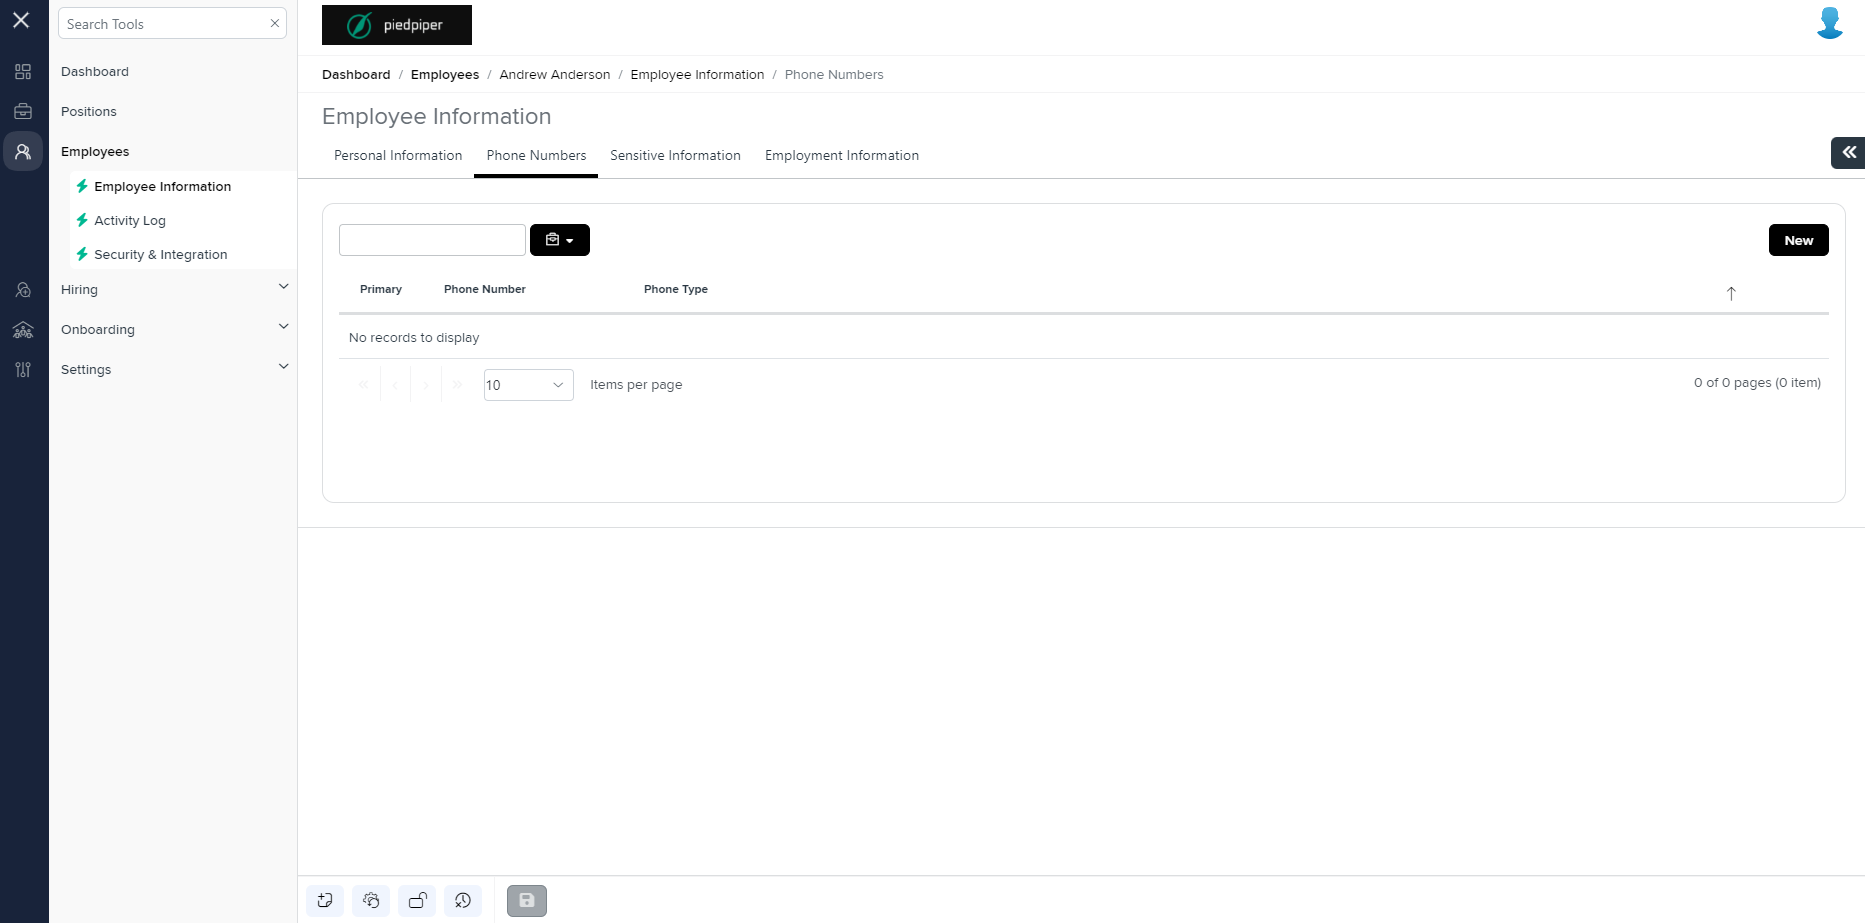 Search Tools
Dashboard
Positions
Employees
Employee Information
Activity Log
Security & Integration
Hiring
Onboarding
Settings
piedpiper
Dashboard / Employees / Andrew Anderson / Employee Information / Phone Numbers
Employee Information
Personal Information Phone Numbers Sensitive Information Employment Information
New
Primary Phone Number Phone Type
No records to display
10 Items per page 0 of 0 pages (0 item)